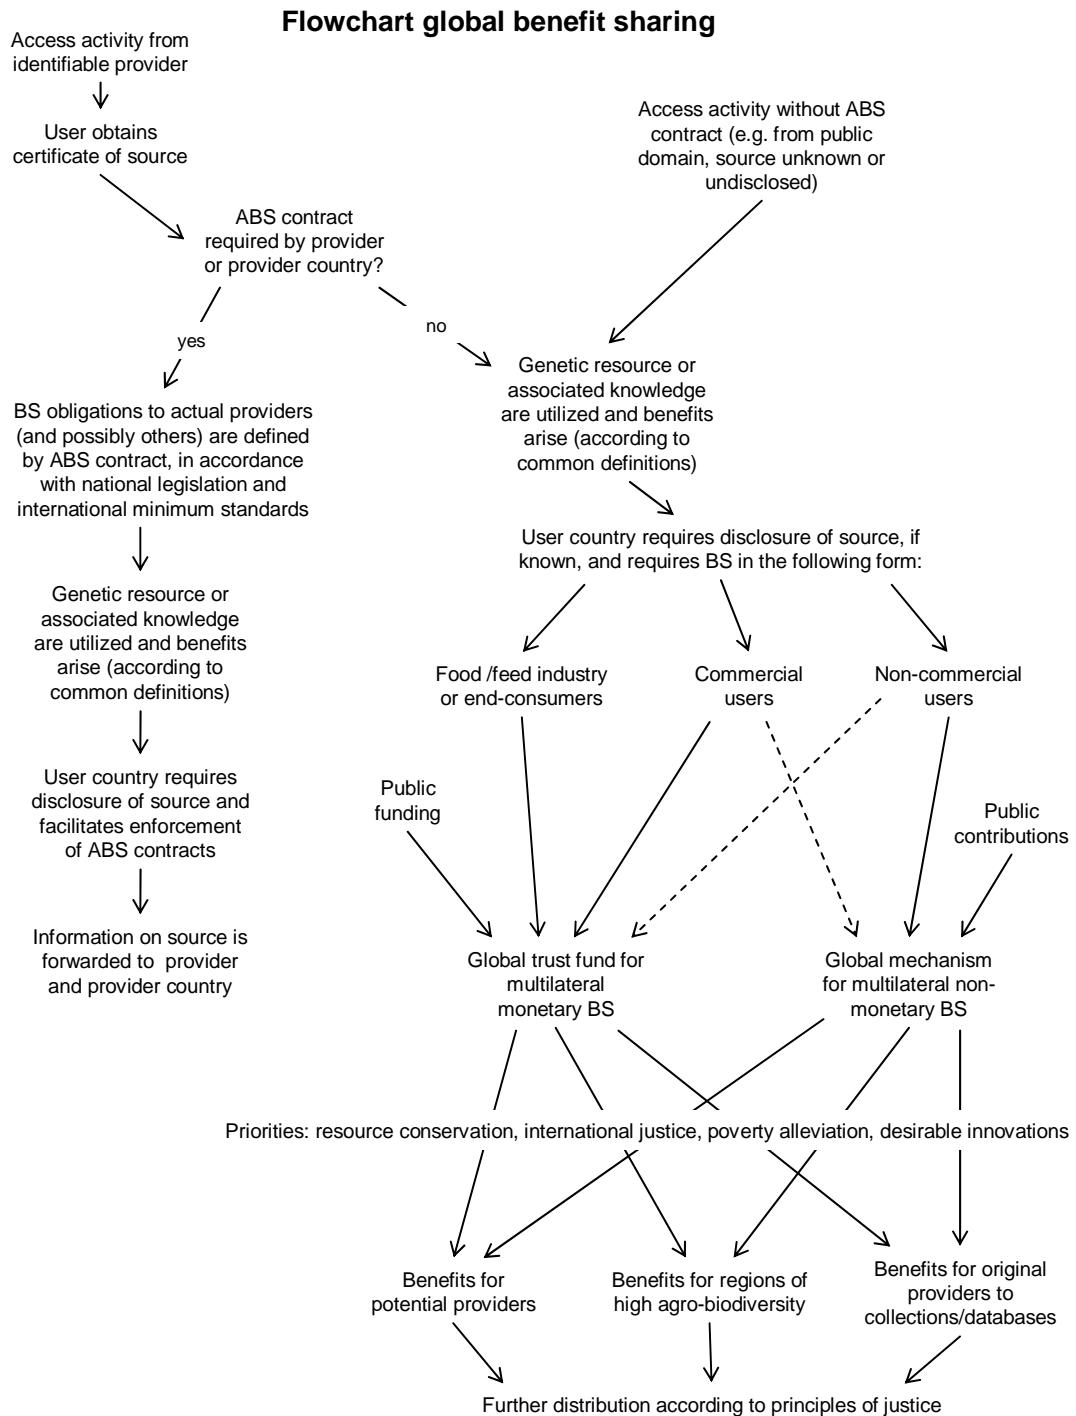 Flowchart global benefit sharing
Access activity from
identifiable provider
User obtains
certificate of source
Access activity without ABS
contract (e.g. from public
domain, source unknown or
undisclosed)
ABS contract
required by provider
or provider country?
yes
no
BS obligations to actual providers
(and possibly others) are defined
by ABS contract, in accordance
with national legislation and
international minimum standards
Genetic resource or
associated knowledge
are utilized and benefits
arise (according to
common definitions)
User country requires
disclosure of source and
facilitates enforcement
of ABS contracts
Information on source is
forwarded to provider
and provider country
Genetic resource or
associated knowledge
are utilized and benefits
arise (according to
common definitions)
User country requires disclosure of source, if
known, and requires BS in the following form:
Food /feed industry
or end-consumers
Commercial
users
Non-commercial
users
Public
funding
Public
contributions
Global trust fund for
multilateral
monetary BS
Global mechanism
for multilateral non-
monetary BS
Priorities: resource conservation, international justice, poverty alleviation, desirable innovations
Benefits for
potential providers
Benefits for regions of
high agro-biodiversity
Benefits for original
providers to
collections/databases
Further distribution according to principles of justice